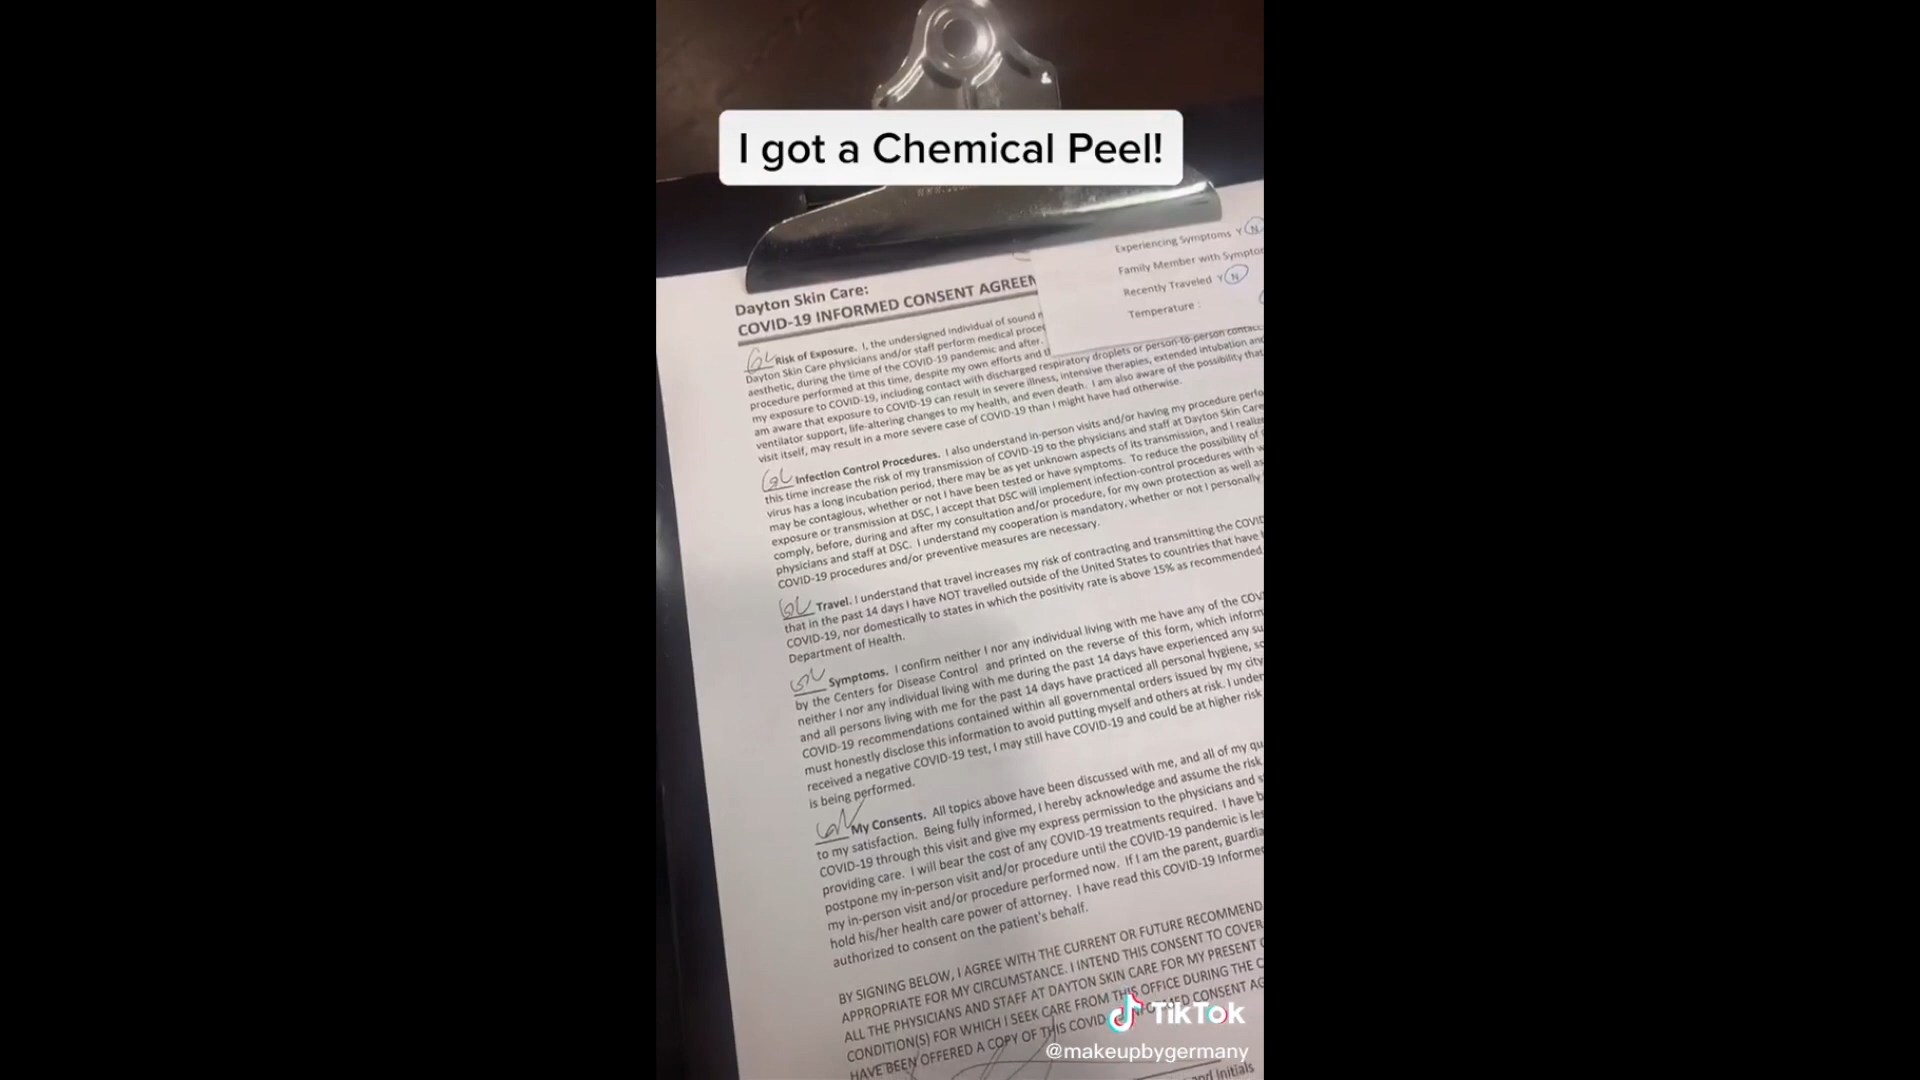 I got a Chemical Peel!
Experiencing Symptoms Y N
Family Member with
Recently Traveled Y N
Temperature :
Dayton Skin Care:
COVID-19 INFORMED CONSENT
Risk of Exposure. I, the undersigned individual of sound
Dayton Skin Care physicians and/or staff perform medical
aesthetic, during the time of the COVID-19 pandemic and after.
procedure performed at this time, despite my own efforts and
my exposure to COVID-19, including contact with discharged respiratory droplets or person-to-person
am aware that exposure to COVID-19 can result in severe illness, intensive therapies, extended intubation
ventilator support, life-altering changes to my health, and even death. I am also aware of the possibility that
visit itself, may result in a more severe case of COVID-19 than I might have had otherwise.
GL Infection Control Procedures. I also understand in-person visits and/or having my procedure
this time increase the risk of my transmission of COVID-19 to the physicians and staff at Dayton Skin Care
virus has a long incubation period, there may be as yet unknown aspects of its transmission, and I
may be contagious, whether or not I have been tested or have symptoms. To reduce the possibility of
exposure or transmission at DSC, I accept that DSC will implement infection-control procedures with
comply, before, during and after my consultation and/or procedure, for my own protection as well as
physicians and staff at DSC. I understand my cooperation is mandatory, whether or not I personally
COVID-19 procedures and/or preventive measures are necessary.
GL Travel. I understand that travel increases my risk of contracting and transmitting the
that in the past 14 days I have NOT travelled outside of the United States to countries that have
COVID-19, nor domestically to states in which the positivity rate is above 15% as recommended
Department of Health.
GL Symptoms. I confirm neither I nor any individual living with me have any of the
by the Centers for Disease Control and printed on the reverse of this form, which
neither I nor any individual living with me during the past 14 days have experienced any
and all persons living with me for the past 14 days have practiced all personal hygiene,
COVID-19 recommendations contained within all governmental orders issued by my city
must honestly disclose this information to avoid putting myself and others at risk. I
received a negative COVID-19 test, I may still have COVID-19 and could be at higher risk
is being performed.
My Consents. All topics above have been discussed with me, and all of my
to my satisfaction. Being fully informed, I hereby acknowledge and assume the risk
COVID-19 through this visit and give my express permission to the physicians and
providing care. I will bear the cost of any COVID-19 treatments required. I have
postpone my in-person visit and/or procedure until the COVID-19 pandemic is
my in-person visit and/or procedure performed now. If I am the parent,
hold his/her health care power of attorney. I have read this COVID-19
authorized to consent on the patient's behalf.
BY SIGNING BELOW, I AGREE WITH THE CURRENT OR FUTURE
APPROPRIATE FOR MY CIRCUMSTANCE. I INTEND THIS CONSENT TO COVER
ALL THE PHYSICIANS AND STAFF AT DAYTON SKIN CARE FOR MY PRESENT
CONDITION(S) FOR WHICH I SEEK CARE FROM THIS OFFICE DURING THE
HAVE BEEN OFFERED A COPY OF THIS COVID CONSENT
and Initials
TikTok
@makeupbygermany